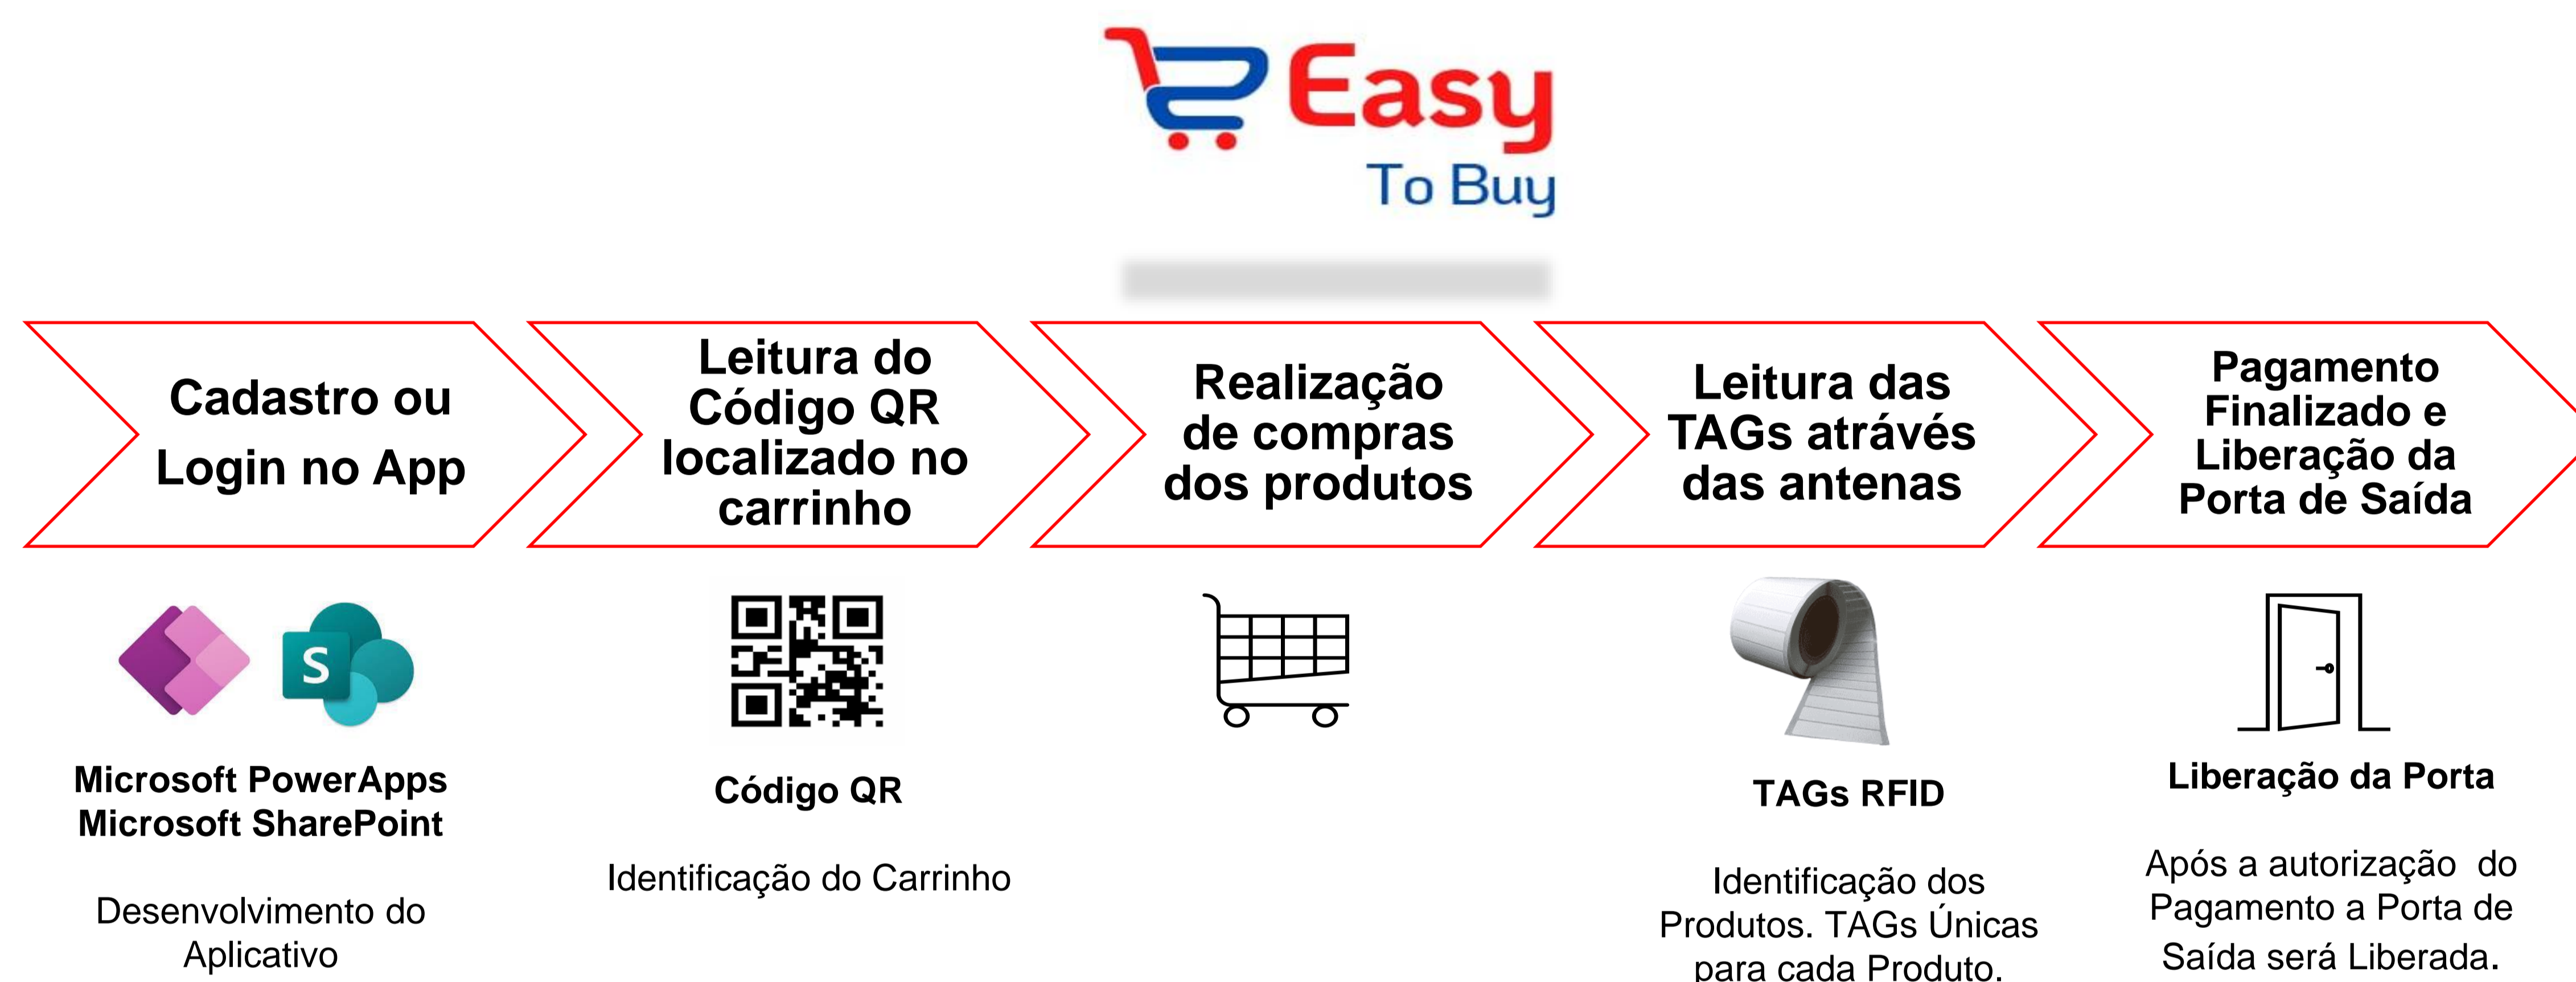 Easy
To Buy
Cadastro ou
Login no App
Leitura do
Código QR
localizado no
carrinho
Realização
de compras
dos produtos
Leitura das
TAGs atrávés
das antenas
Pagamento
Finalizado e
Liberação da
Porta de Saída
S
Microsoft PowerApps
Microsoft SharePoint
Desenvolvimento do
Aplicativo
Código QR
Identificação do Carrinho
TAGs RFID
Identificação dos
Produtos. TAGs Únicas
para cada Produto.
Liberação da Porta
Após a autorização  do
Pagamento a Porta de
Saída será Liberada.